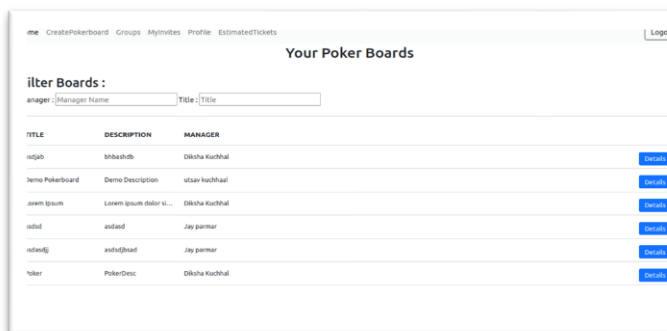 me CreatePokerboard Groups MyInvites Profile EstimatedTickets Logo
Your Poker Boards
ilter Boards :
anager : Manager Name Title : Title
TITLE DESCRIPTION MANAGER
sdjab bhbashdb Diksha Kuchhal Details
Demo Pokerboard Demo Description utsav kuchhaal Details
Lorem Ipsum Lorem ipsum dolor si... Diksha Kuchhal Details
sdsd asdasd Jay parmar Details
sdasdjj asdsdjbsad Jay parmar Details
Poker PokerDesc Diksha Kuchhal Details